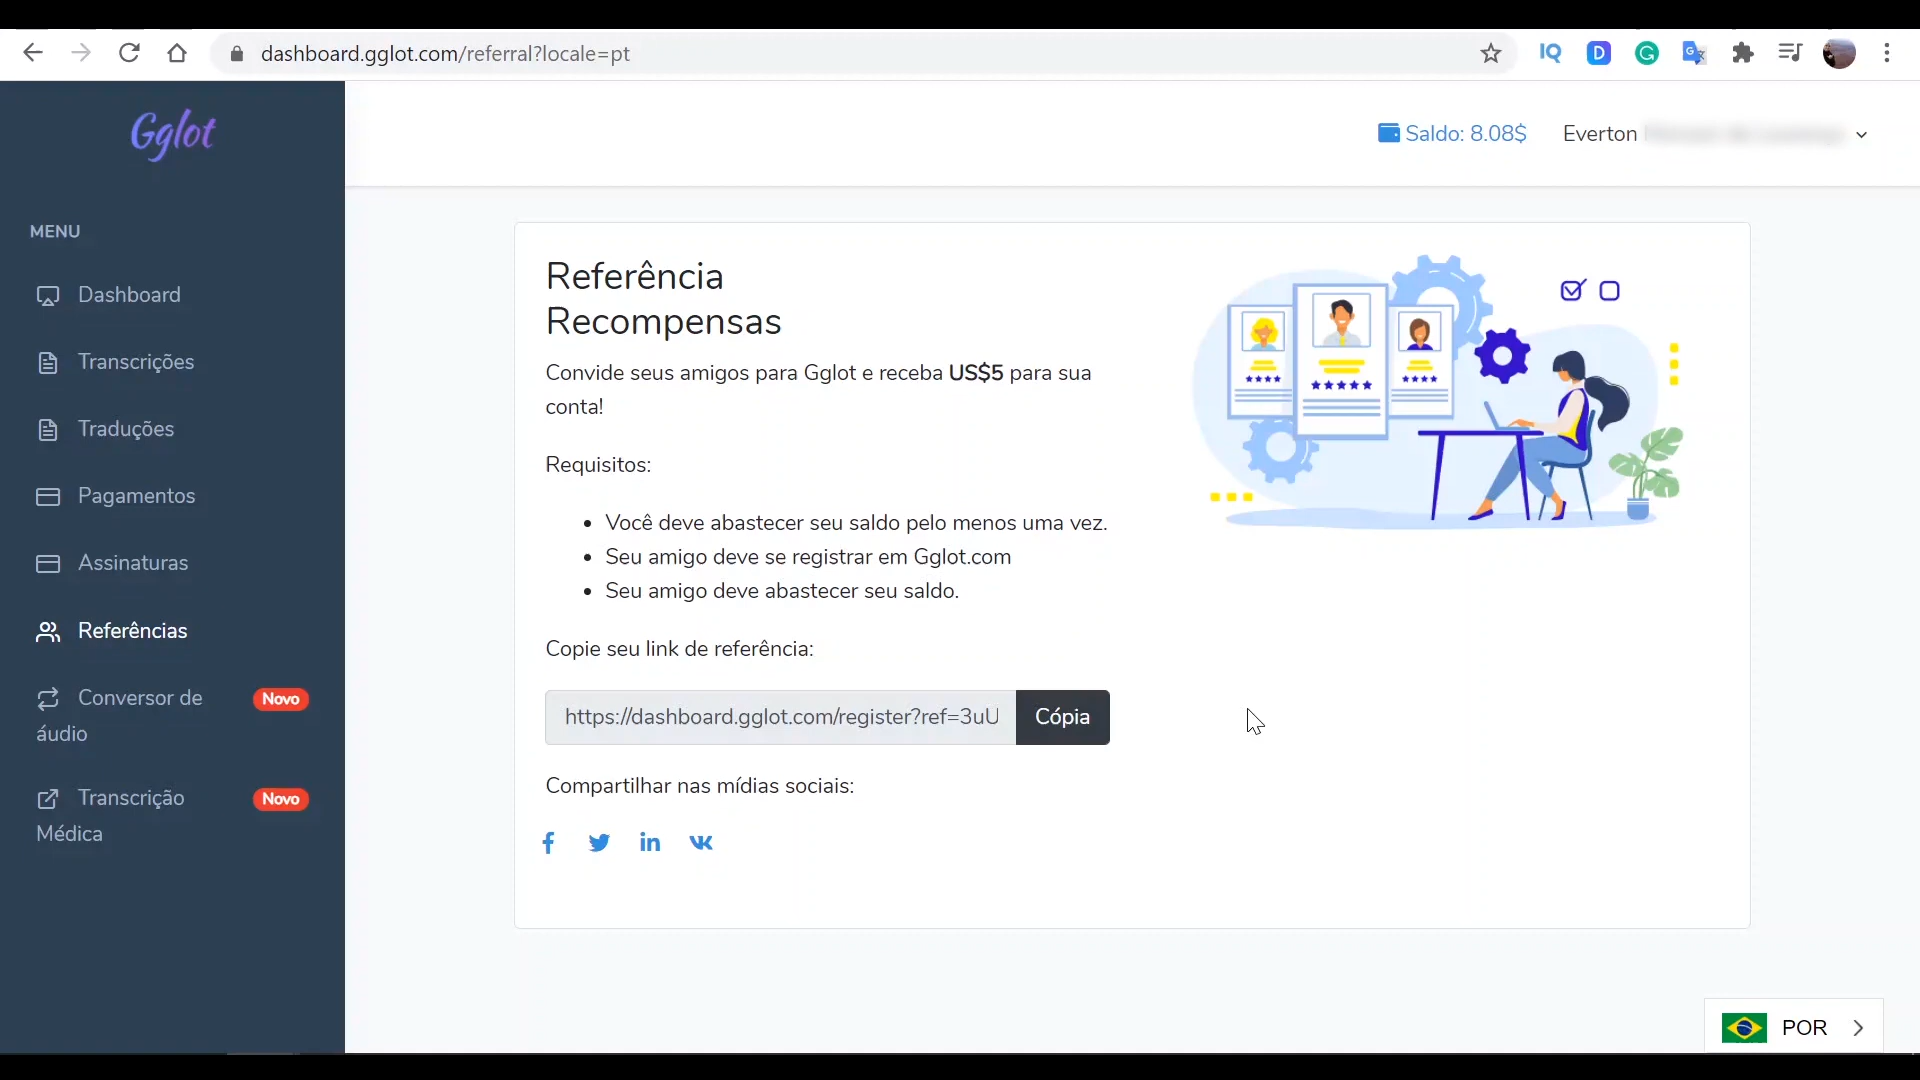 dashboard.gglot.com/referral?locale=pt
Gglot
Saldo: 8.08$
Everton
MENU
Dashboard
Transcrições
Traduções
Pagamentos
Assinaturas
Referências
Conversor de áudio
Novo
Transcrição Médica
Novo
Referência
Recompensas
Convide seus amigos para Gglot e receba US$5 para sua
conta!
Requisitos:
Você deve abastecer seu saldo pelo menos uma vez.
Seu amigo deve se registrar em Gglot.com
Seu amigo deve abastecer seu saldo.
Copie seu link de referência:
https://dashboard.gglot.com/register?ref=3uU
Cópia
Compartilhar nas mídias sociais:
POR